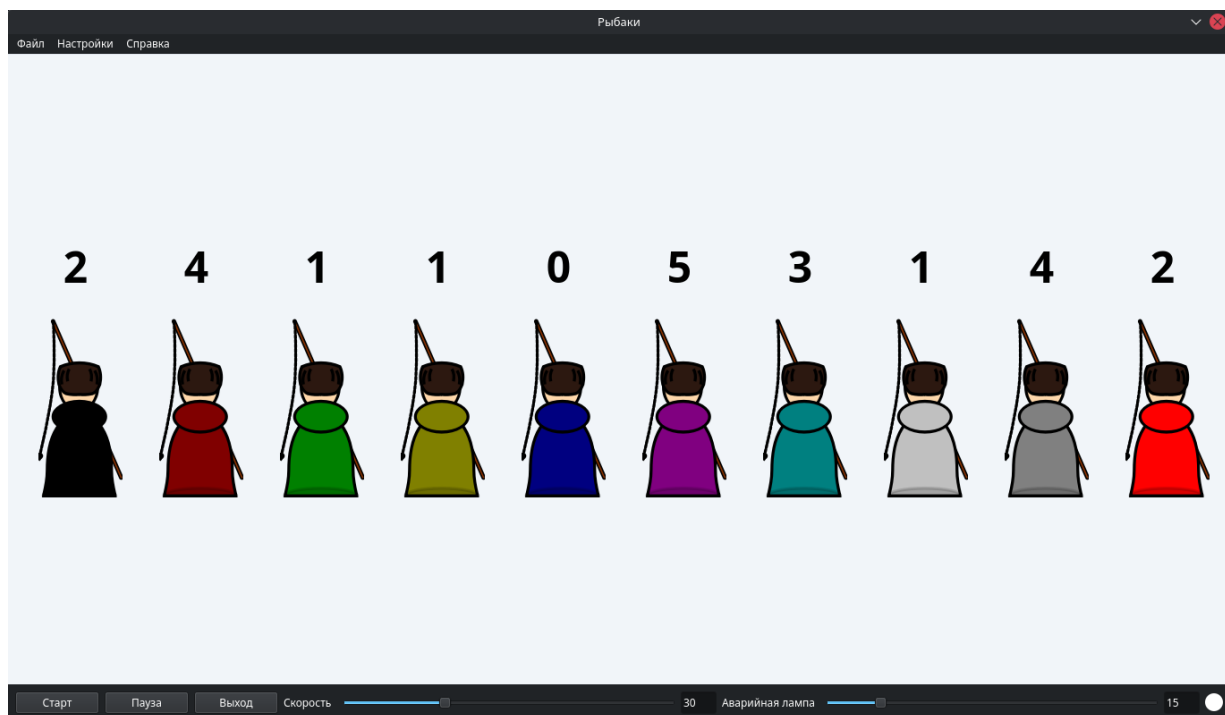 Рыбаки
Файл Настройки Справка
2 4 1 1 0 5 3 1 4 2
Старт Пауза Выход Скорость 30 Аварийная лампа 15